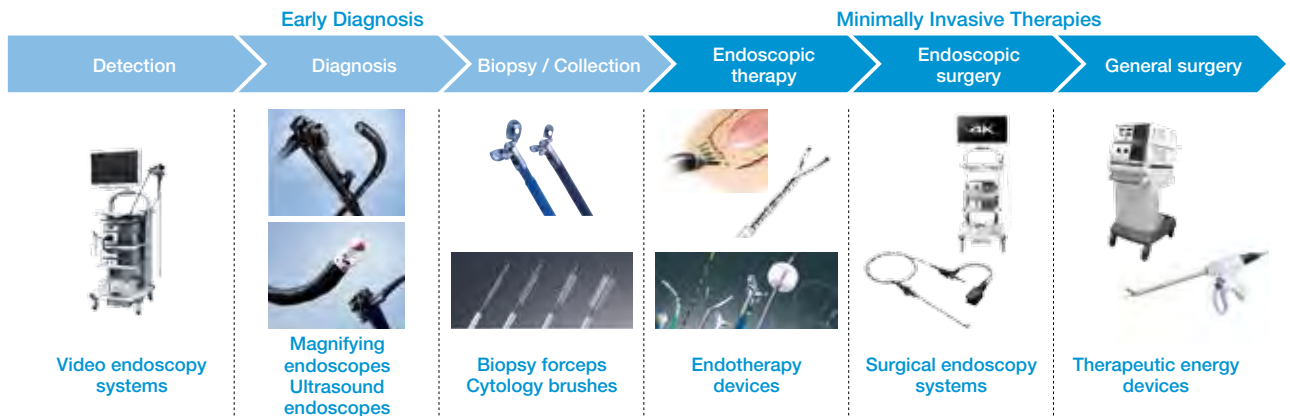 Early Diagnosis
Minimally Invasive Therapies
Detection
Diagnosis
Biopsy / Collection
Endoscopic
therapy
Endoscopic
surgery
General surgery
4K
Video endoscopy
systems
Magnifying
endoscopes
Ultrasound
endoscopes
Biopsy forceps
Cytology brushes
Endotherapy
devices
Surgical endoscopy
systems
Therapeutic energy
devices